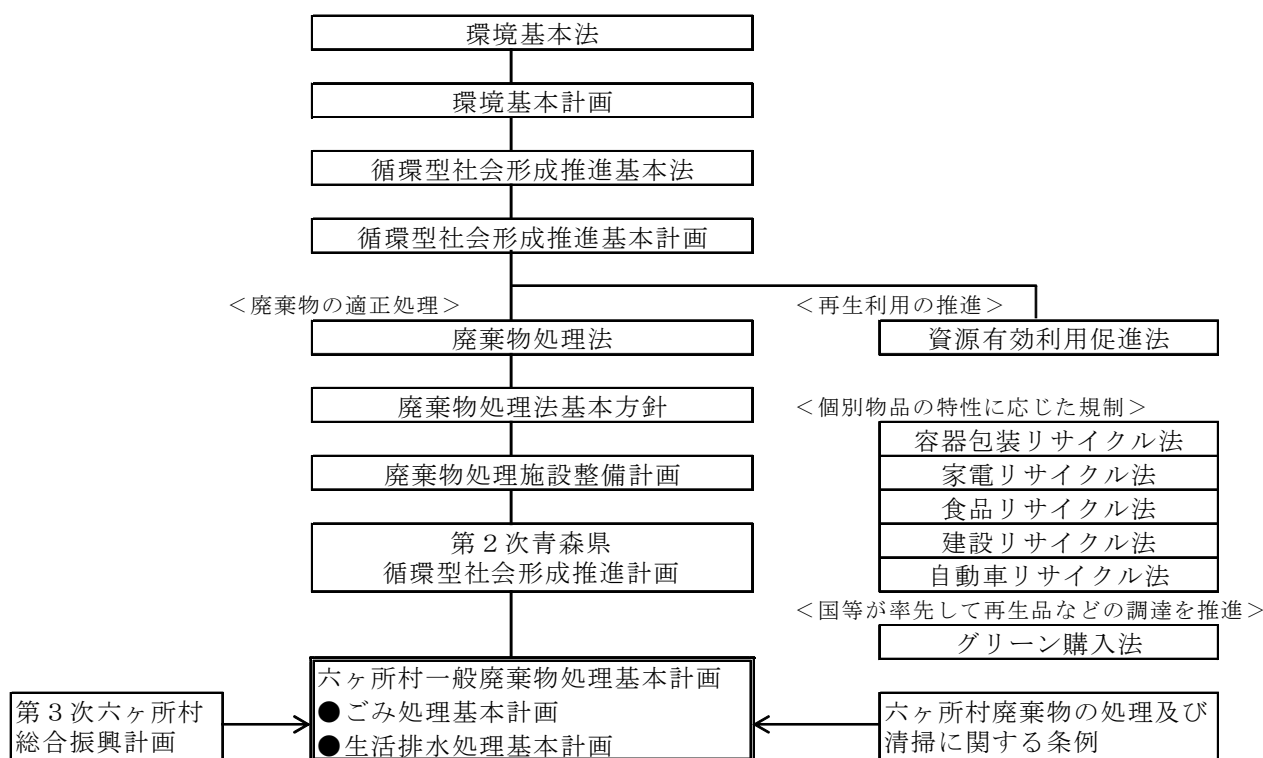 環境基本法
環境基本計画
循環型社会形成推進基本法
循環型社会形成推進基本計画
＜廃棄物の適正処理＞
＜再生利用の推進＞
廃棄物処理法
資源有効利用促進法
廃棄物処理法基本方針
＜個別物品の特性に応じた規制＞
容器包装リサイクル法
廃棄物処理施設整備計画
家電リサイクル法
食品リサイクル法
第２次青森県
循環型社会形成推進計画
建設リサイクル法
自動車リサイクル法
＜国等が率先して再生品などの調達を推進＞
グリーン購入法
六ヶ所村一般廃棄物処理基本計画
●ごみ処理基本計画
●生活排水処理基本計画
第３次六ヶ所村
総合振興計画
六ヶ所村廃棄物の処理及び
清掃に関する条例